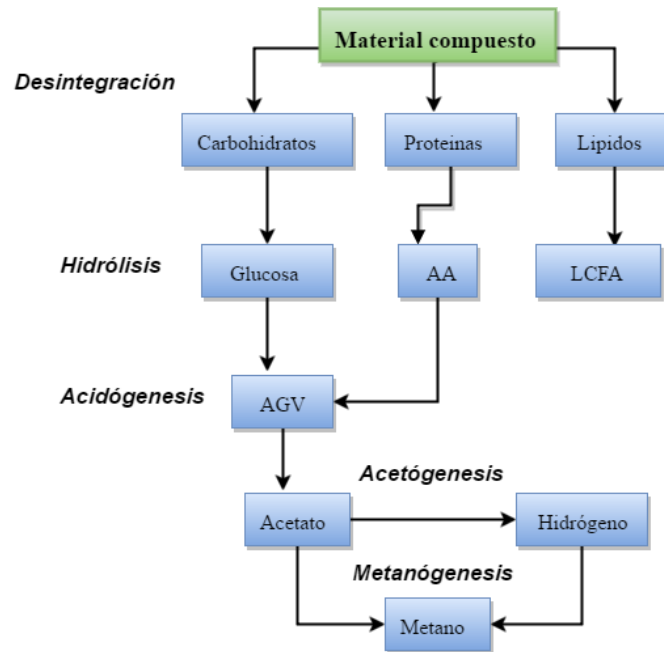 Material compuesto
Desintegración
Carbohidratos
Proteinas
Lipidos
Hidrólisis
Glucosa
AA
LCFA
Acidógenesis
AGV
Acetógenesis
Acetato
Hidrógeno
Metanógenesis
Metano